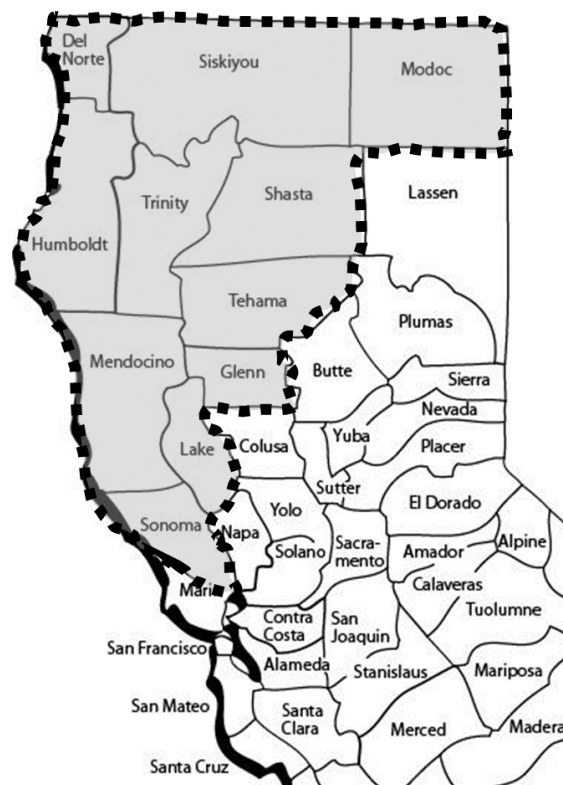 Del
Norte
Siskiyou
Modoc
Trinity
Shasta
Lassen
Humboldt
Tehama
Plumas
Mendocino
Glenn
Butte
Sierra
Nevada
Lake
Colusa
Yuba
Placer
Sutter
El Dorado
Sonoma
Napa
Yolo
Solano
Sacra-
mento
Amador
Alpine
Mari
Calaveras
Contra
Costa
San
Joaquin
Tuolumne
San Francisco
Alameda
Stanislaus
Mariposa
San Mateo
Santa
Clara
Merced
Madera
Santa Cruz